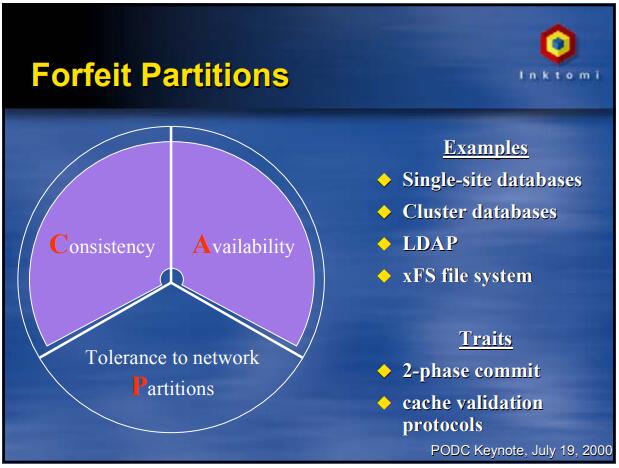 Forfeit Partitions
Inktomi
Consistency
Availability
Tolerance to network
Partitions
Examples
Single-site databases
Cluster databases
LDAP
xFS file system
Traits
2-phase commit
cache validation
protocols
PODC Keynote, July 19, 2000